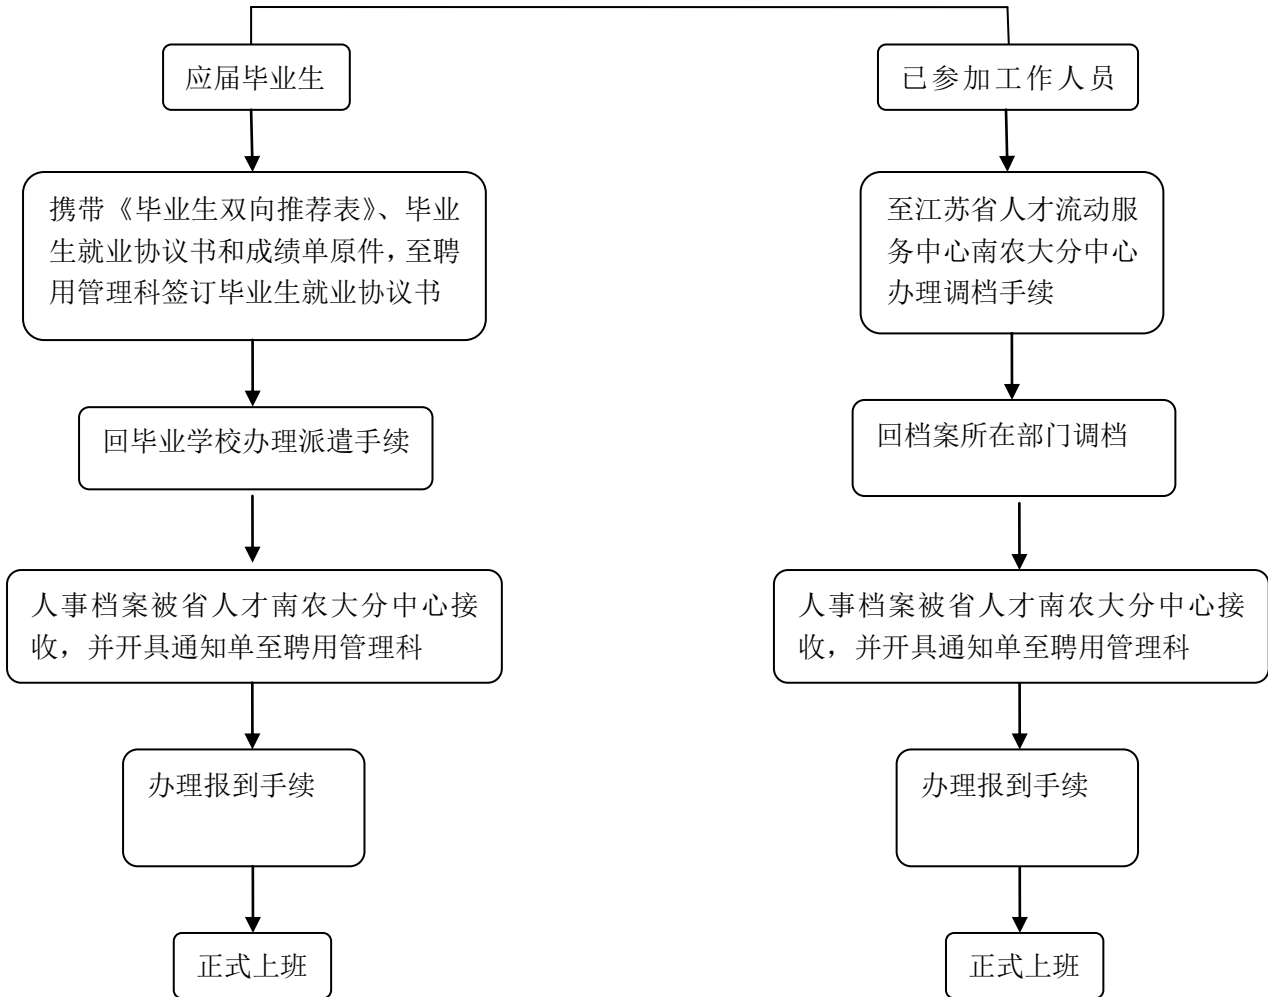 应届毕业生
携带《毕业生双向推荐表》、毕业
生就业协议书和成绩单原件，至聘
用管理科签订毕业生就业协议书
回毕业学校办理派遣手续
人事档案被省人才南农大分中心接
收，并开具通知单至聘用管理科
办理报到手续
正式上班
已参加工作人员
至江苏省人才流动服
务中心南农大分中心
办理调档手续
回档案所在部门调档
人事档案被省人才南农大分中心接
收，并开具通知单至聘用管理科
办理报到手续
正式上班